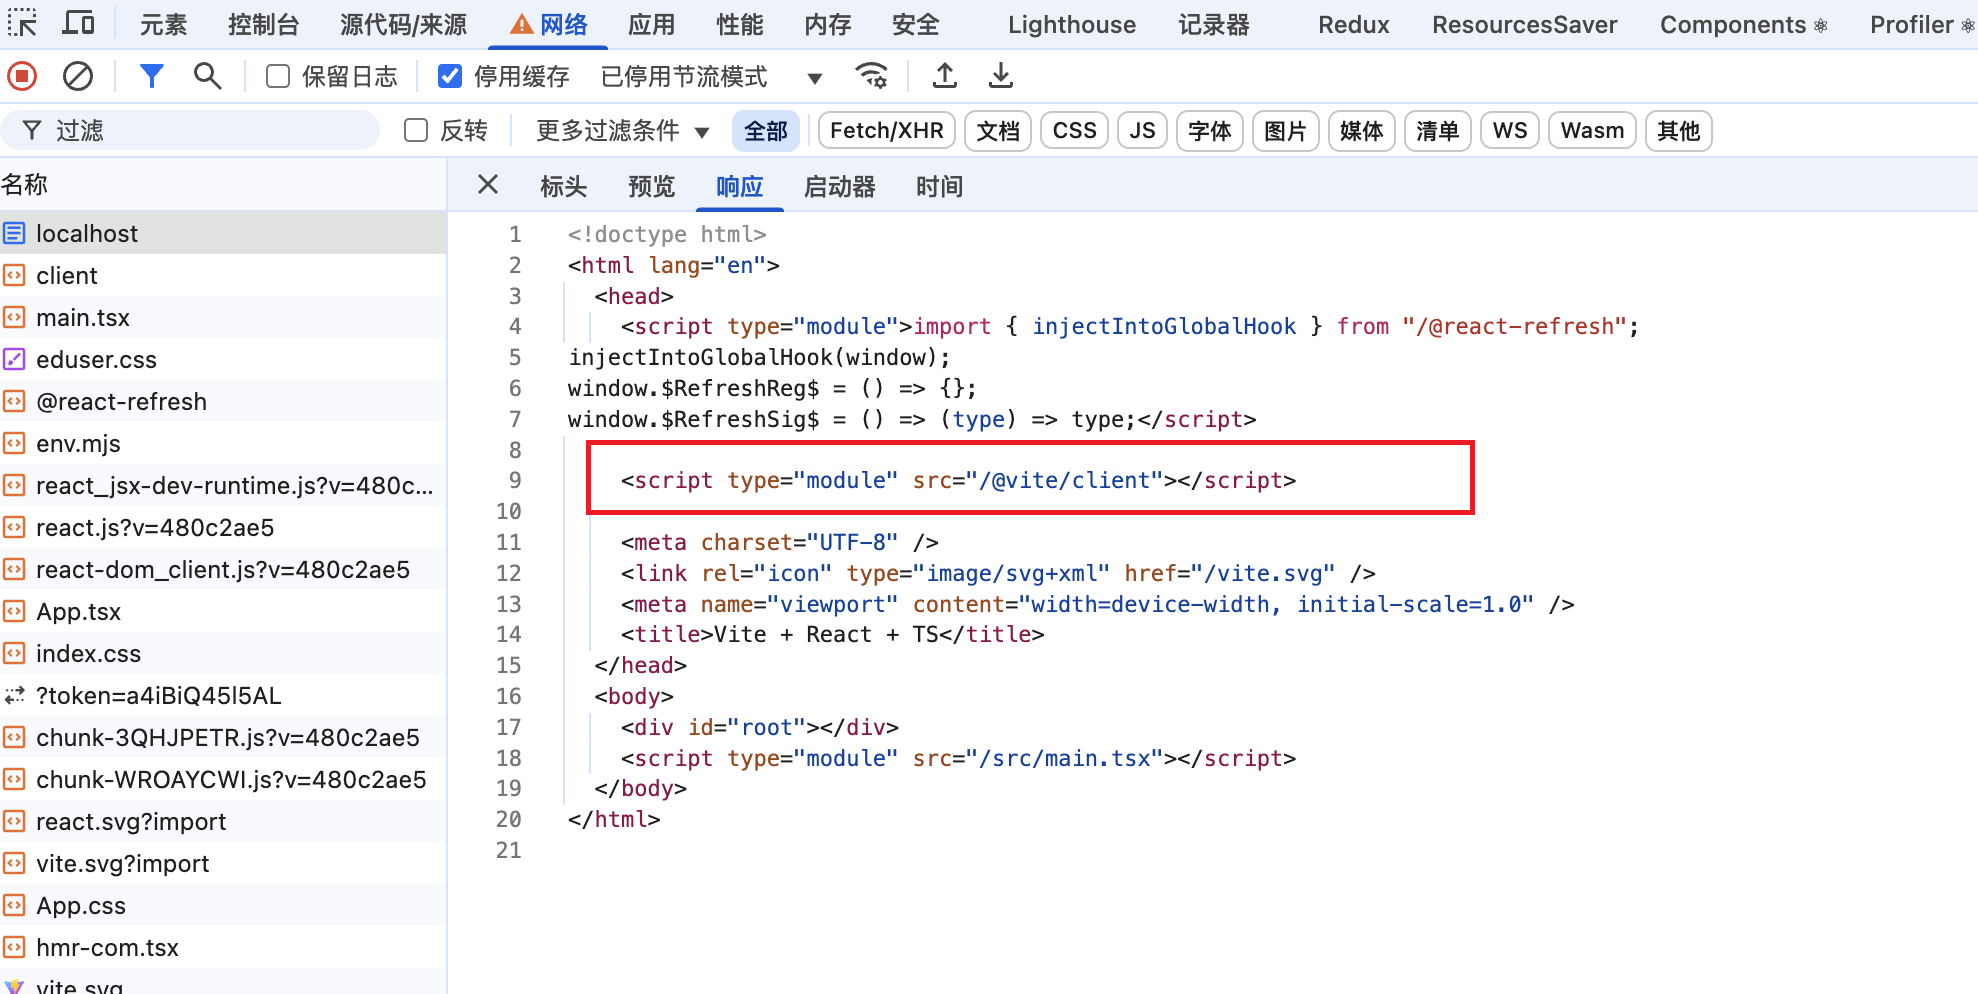 元素 控制台 源代码/来源 网络 应用 性能 内存 安全 Lighthouse 记录器 Redux ResourcesSaver Components ⚛ Profiler ⚛
保留日志 停用缓存 已停用节流模式
过滤 反转 更多过滤条件 全部 Fetch/XHR 文档 CSS JS 字体 图片 媒体 清单 WS Wasm 其他
名称
localhost
client
main.tsx
eduser.css
@react-refresh
env.mjs
react_jsx-dev-runtime.js?v=480c...
react.js?v=480c2ae5
react-dom_client.js?v=480c2ae5
App.tsx
index.css
?token=a4iBiQ45l5AL
chunk-3QHJPETR.js?v=480c2ae5
chunk-WROAYCWI.js?v=480c2ae5
react.svg?import
vite.svg?import
App.css
hmr-com.tsx
vite.svg
标头 预览 响应 启动器 时间
1 <!doctype html>
2 <html lang="en">
3 <head>
4 <script type="module">import { injectIntoGlobalHook } from "/@react-refresh";
5 injectIntoGlobalHook(window);
6 window.$RefreshReg$ = () => {};
7 window.$RefreshSig$ = () => (type) => type;</script>
8
9 <script type="module" src="/@vite/client"></script>
10
11 <meta charset="UTF-8" />
12 <link rel="icon" type="image/svg+xml" href="/vite.svg" />
13 <meta name="viewport" content="width=device-width, initial-scale=1.0" />
14 <title>Vite + React + TS</title>
15 </head>
16 <body>
17 <div id="root"></div>
18 <script type="module" src="/src/main.tsx"></script>
19 </body>
20 </html>
21